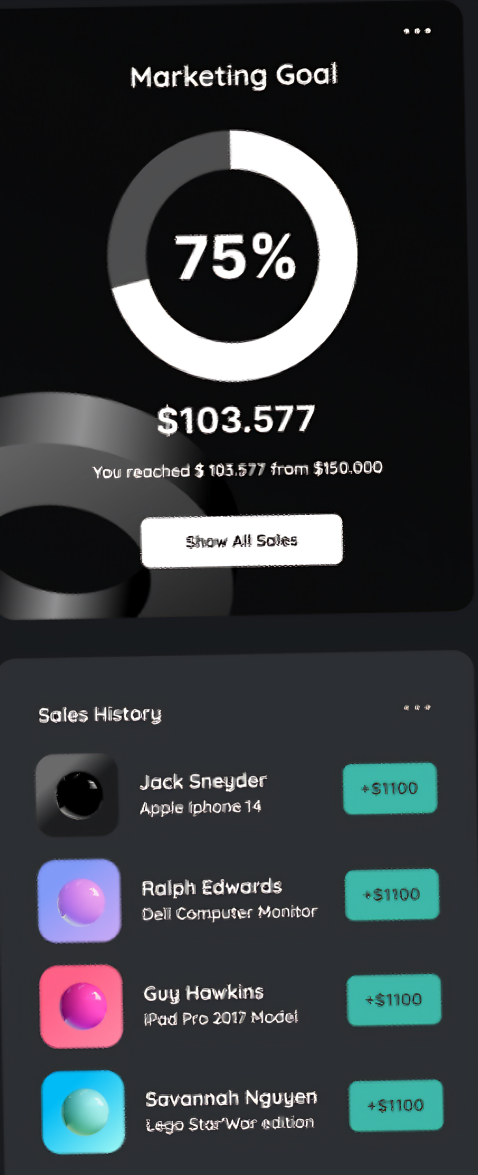 Marketing Goal
75%
$103.577
You reached $ 103.577 from $150.000
Show All Sales
Sales History
Jack Sneyder
+$1100
Apple Iphone 14
Ralph Edwards
+$1100
Dell Computer Monitor
Guy Hawkins
+$1100
IPad Pro 2017 Model
Savannah Nguyen
+$1100
Lego Star'War edition